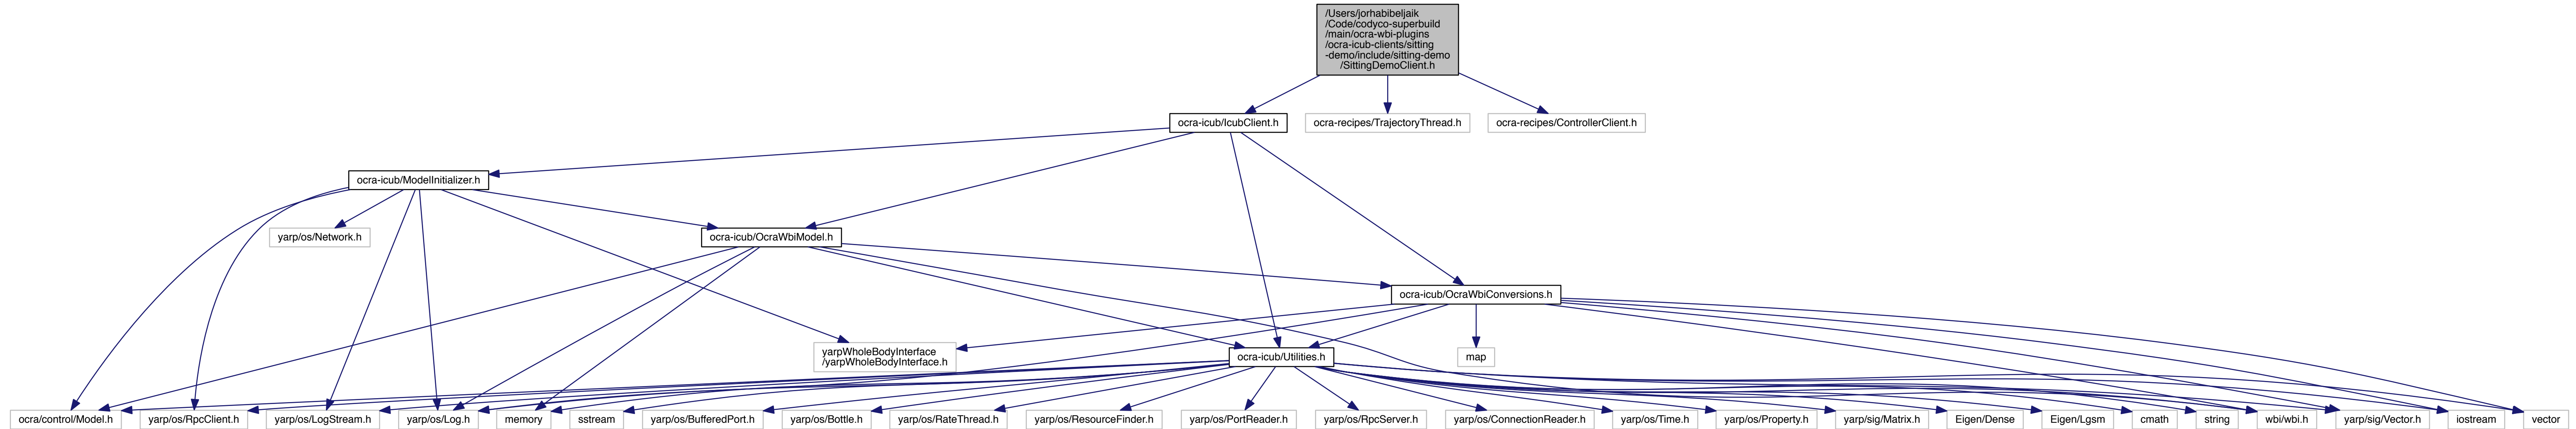 /Users/jorhabibeljaik
/Code/codyco-superbuild
/main/ocra-wbi-plugins
/ocra-icub-clients/sitting
-demo/include/sitting-demo
/SittingDemoClient.h
ocra-icub/IcubClient.h
ocra-recipes/TrajectoryThread.h
ocra-recipes/ControllerClient.h
ocra-icub/ModelInitializer.h
yarp/os/Network.h
ocra-icub/OcraWbiModel.h
ocra-icub/OcraWbiConversions.h
yarpWholeBodyInterface
/yarpWholeBodyInterface.h
ocra-icub/Utilities.h
map
ocra/control/Model.h
yarp/os/RpcClient.h
yarp/os/LogStream.h
yarp/os/Log.h
memory
sstream
yarp/os/BufferedPort.h
yarp/os/Bottle.h
yarp/os/RateThread.h
yarp/os/ResourceFinder.h
yarp/os/PortReader.h
yarp/os/RpcServer.h
yarp/os/ConnectionReader.h
yarp/os/Time.h
yarp/os/Property.h
yarp/sig/Matrix.h
Eigen/Dense
Eigen/Lgsm
cmath
string
wbi/wbi.h
yarp/sig/Vector.h
iostream
vector